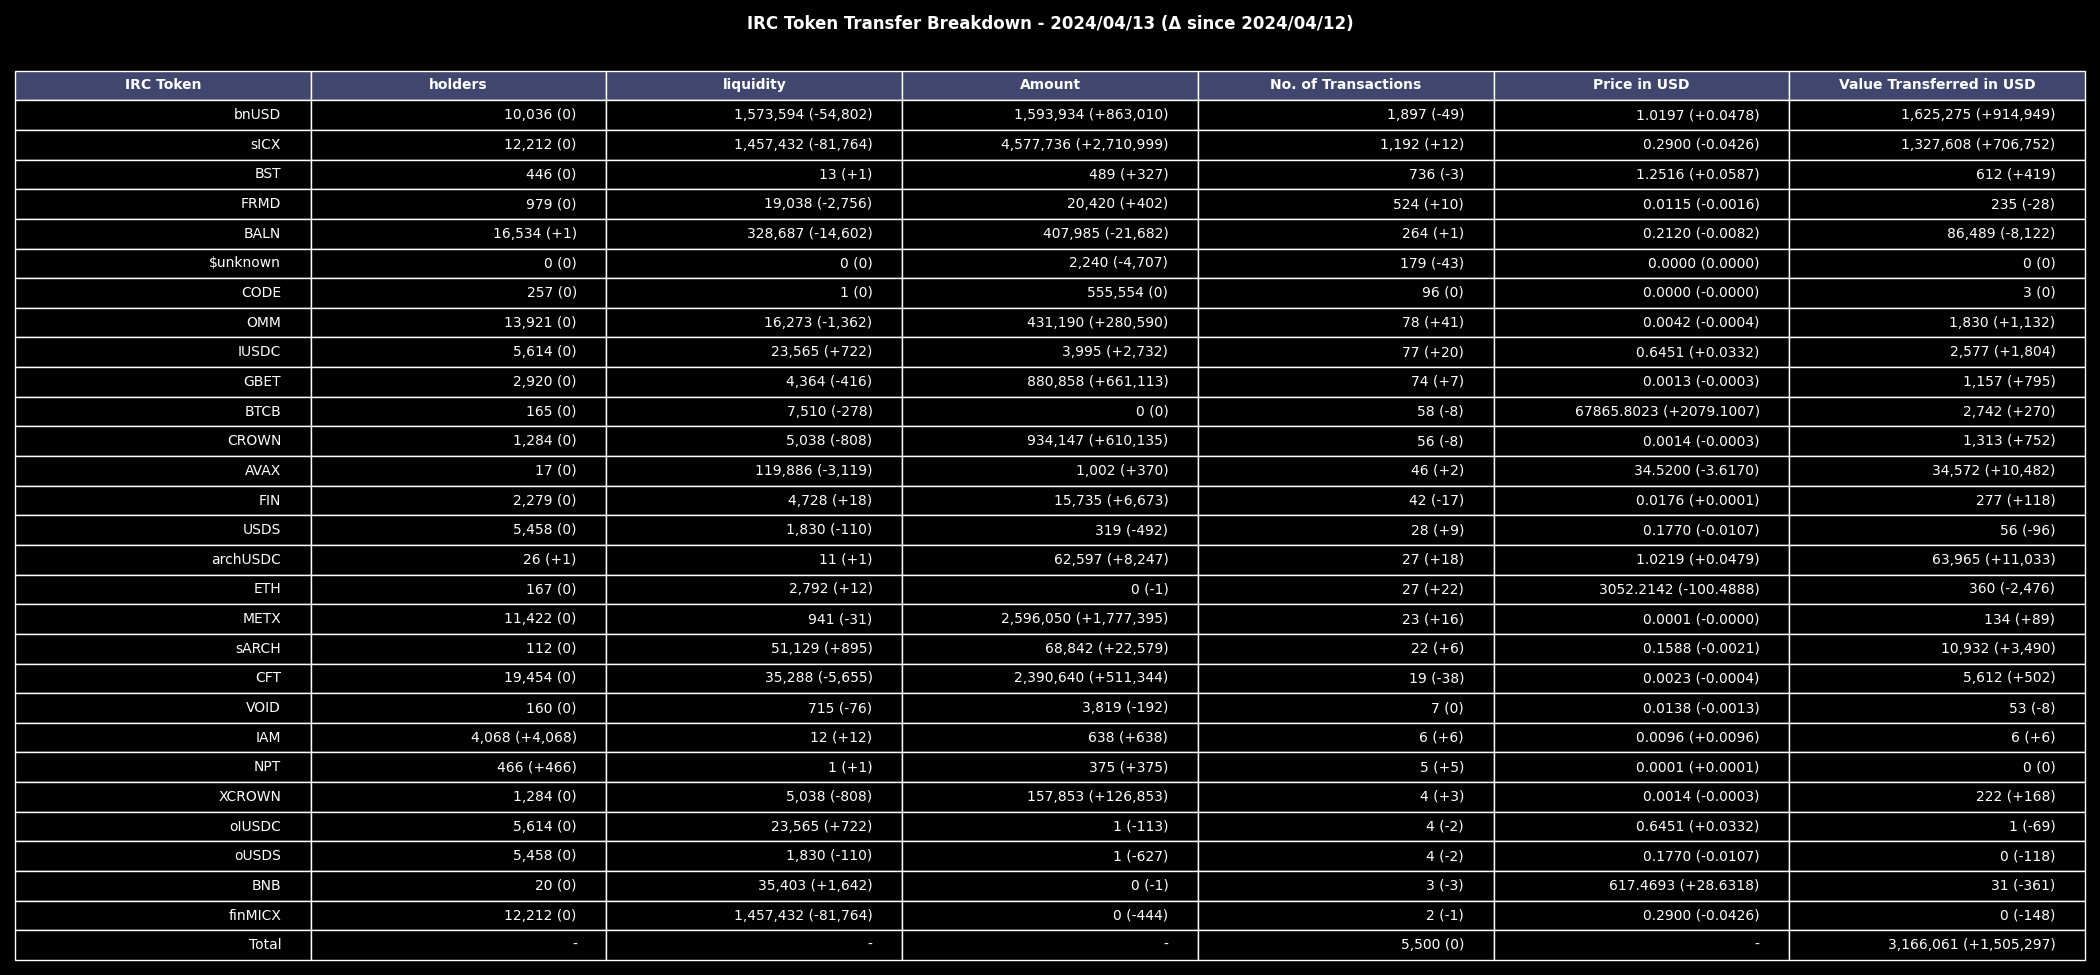 IRC Token Transfer Breakdown - 2024/04/13 (Δ since 2024/04/12)
IRC Token holders liquidity Amount No. of Transactions Price in USD Value Transferred in USD
bnUSD 10,036 (0) 1,573,594 (-54,802) 1,593,934 (+863,010) 1,897 (-49) 1.0197 (+0.0478) 1,625,275 (+914,949)
sICX 12,212 (0) 1,457,432 (-81,764) 4,577,736 (+2,710,999) 1,192 (+12) 0.2900 (-0.0426) 1,327,608 (+706,752)
BST 446 (0) 13 (+1) 489 (+327) 736 (-3) 1.2516 (+0.0587) 612 (+419)
FRMD 979 (0) 19,038 (-2,756) 20,420 (+402) 524 (+10) 0.0115 (-0.0016) 235 (-28)
BALN 16,534 (+1) 328,687 (-14,602) 407,985 (-21,682) 264 (+1) 0.2120 (-0.0082) 86,489 (-8,122)
$unknown 0 (0) 0 (0) 2,240 (-4,707) 179 (-43) 0.0000 (0.0000) 0 (0)
CODE 257 (0) 1 (0) 555,554 (0) 96 (0) 0.0000 (-0.0000) 3 (0)
OMM 13,921 (0) 16,273 (-1,362) 431,190 (+280,590) 78 (+41) 0.0042 (-0.0004) 1,830 (+1,132)
IUSDC 5,614 (0) 23,565 (+722) 3,995 (+2,732) 77 (+20) 0.6451 (+0.0332) 2,577 (+1,804)
GBET 2,920 (0) 4,364 (-416) 880,858 (+661,113) 74 (+7) 0.0013 (-0.0003) 1,157 (+795)
BTCB 165 (0) 7,510 (-278) 0 (0) 58 (-8) 67865.8023 (+2079.1007) 2,742 (+270)
CROWN 1,284 (0) 5,038 (-808) 934,147 (+610,135) 56 (-8) 0.0014 (-0.0003) 1,313 (+752)
AVAX 17 (0) 119,886 (-3,119) 1,002 (+370) 46 (+2) 34.5200 (-3.6170) 34,572 (+10,482)
FIN 2,279 (0) 4,728 (+18) 15,735 (+6,673) 42 (-17) 0.0176 (+0.0001) 277 (+118)
USDS 5,458 (0) 1,830 (-110) 319 (-492) 28 (+9) 0.1770 (-0.0107) 56 (-96)
archUSDC 26 (+1) 11 (+1) 62,597 (+8,247) 27 (+18) 1.0219 (+0.0479) 63,965 (+11,033)
ETH 167 (0) 2,792 (+12) 0 (-1) 27 (+22) 3052.2142 (-100.4888) 360 (-2,476)
METX 11,422 (0) 941 (-31) 2,596,050 (+1,777,395) 23 (+16) 0.0001 (-0.0000) 134 (+89)
sARCH 112 (0) 51,129 (+895) 68,842 (+22,579) 22 (+6) 0.1588 (-0.0021) 10,932 (+3,490)
CFT 19,454 (0) 35,288 (-5,655) 2,390,640 (+511,344) 19 (-38) 0.0023 (-0.0004) 5,612 (+502)
VOID 160 (0) 715 (-76) 3,819 (-192) 7 (0) 0.0138 (-0.0013) 53 (-8)
IAM 4,068 (+4,068) 12 (+12) 638 (+638) 6 (+6) 0.0096 (+0.0096) 6 (+6)
NPT 466 (+466) 1 (+1) 375 (+375) 5 (+5) 0.0001 (+0.0001) 0 (0)
XCROWN 1,284 (0) 5,038 (-808) 157,853 (+126,853) 4 (+3) 0.0014 (-0.0003) 222 (+168)
oIUSDC 5,614 (0) 23,565 (+722) 1 (-113) 4 (-2) 0.6451 (+0.0332) 1 (-69)
oUSDS 5,458 (0) 1,830 (-110) 1 (-627) 4 (-2) 0.1770 (-0.0107) 0 (-118)
BNB 20 (0) 35,403 (+1,642) 0 (-1) 3 (-3) 617.4693 (+28.6318) 31 (-361)
finMICX 12,212 (0) 1,457,432 (-81,764) 0 (-444) 2 (-1) 0.2900 (-0.0426) 0 (-148)
Total - - - 5,500 (0) - 3,166,061 (+1,505,297)